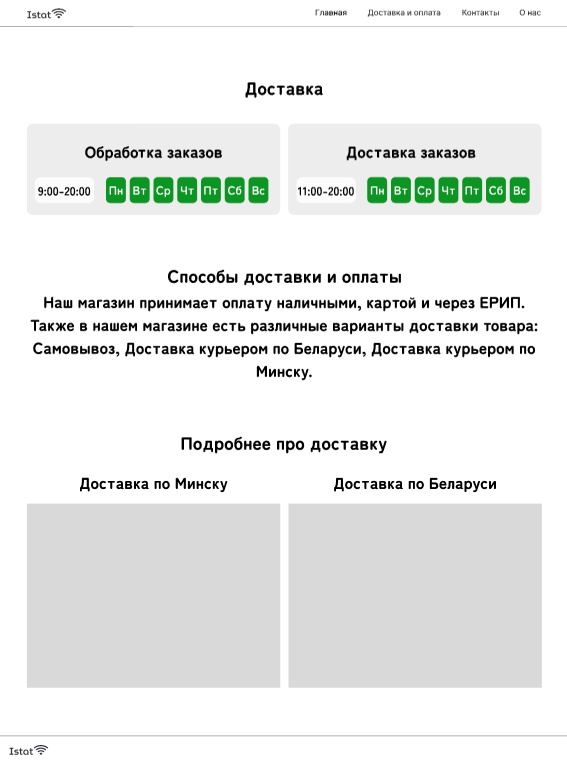 Istat
Главная Доставка и оплата Контакты О нас
Доставка
Обработка заказов
9:00-20:00 Пн Вт Ср Чт Пт Сб Вс
Доставка заказов
11:00-20:00 Пн Вт Ср Чт Пт Сб Вс
Способы доставки и оплаты
Наш магазин принимает оплату наличными, картой и через ЕРИП.
Также в нашем магазине есть различные варианты доставки товара:
Самовывоз, Доставка курьером по Беларуси, Доставка курьером по
Минску.
Подробнее про доставку
Доставка по Минску
Доставка по Беларуси
Istat